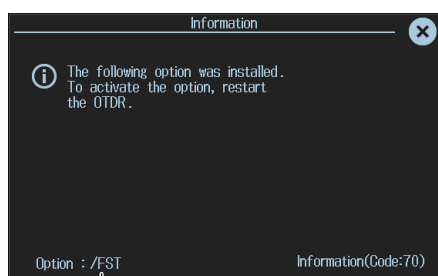 Information
The following option was installed.
To activate the option, restart
the OTDR.
Option : /FST
Information(Code:70)